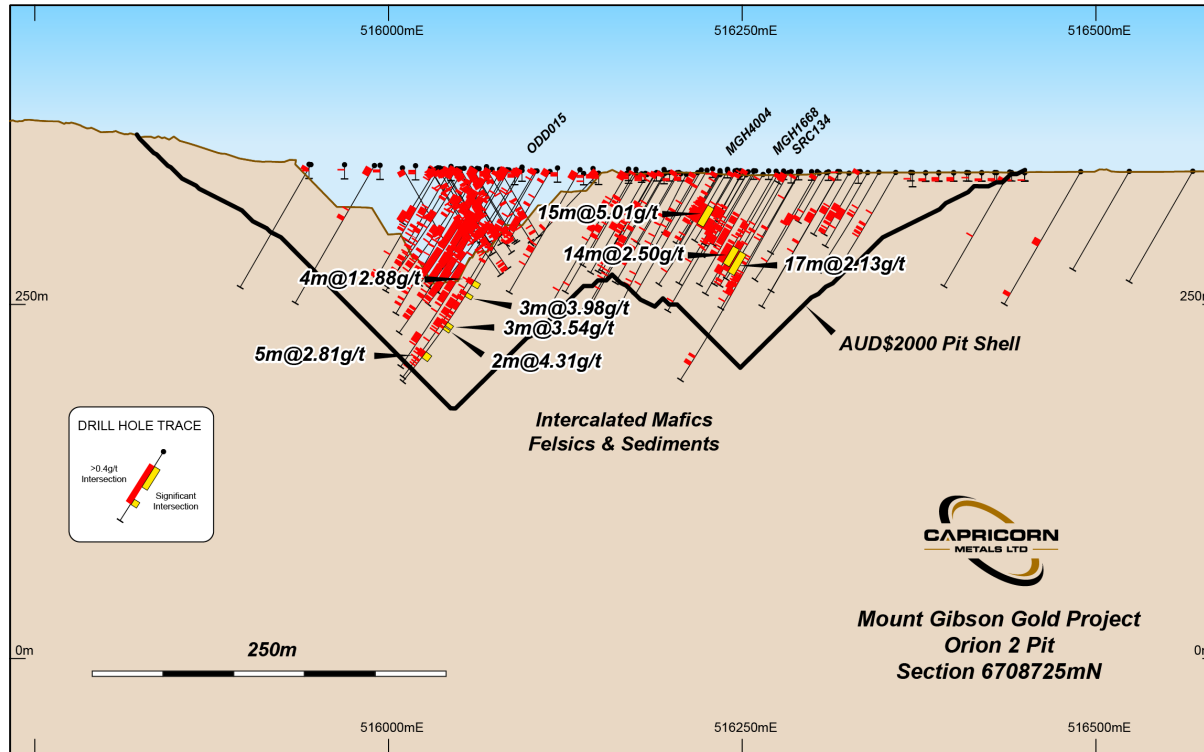 516000mE
516250mE
516500mE
ODD015
MGH4004
MGH1668
SRC134
15m@5.01g/t
14m@2.50g/t
17m@2.13g/t
4m@12.88g/t
3m@3.98g/t
3m@3.54g/t
2m@4.31g/t
5m@2.81g/t
250m
250
AUD$2000 Pit Shell
Intercalated Mafics
Felsics & Sediments
DRILL HOLE TRACE
>0.4g/t
Intersection
Significant
Intersection
CAPRICORN
METALS LTD
Mount Gibson Gold Project
Orion 2 Pit
Section 6708725mN
250m
0m
0
516000mE
516250mE
516500mE